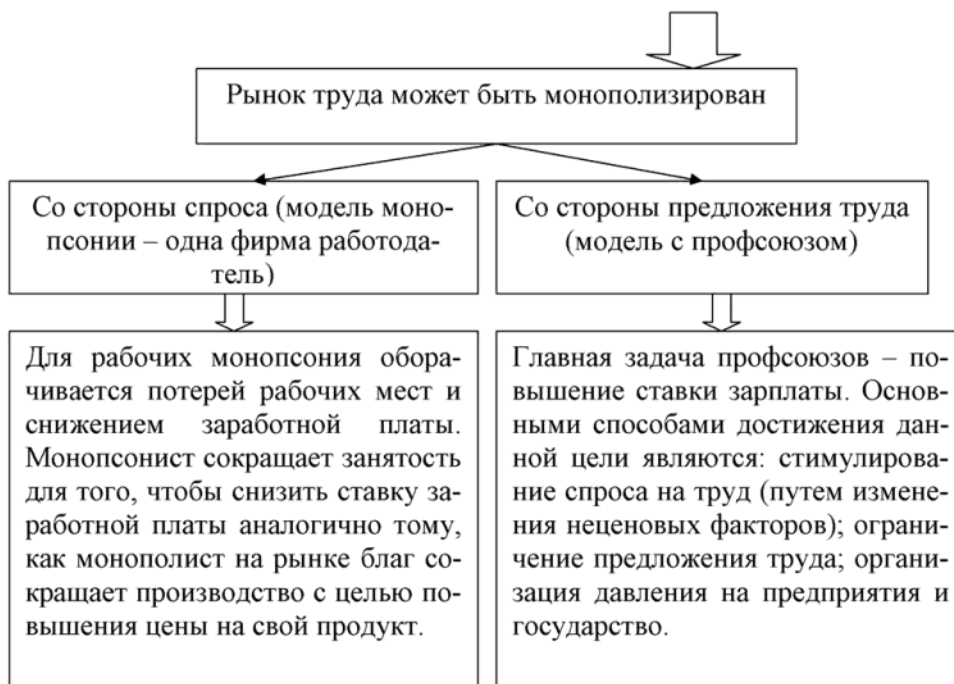 Рынок труда может быть монополизирован
Со стороны спроса (модель моно-
псонии – одна фирма работода-
тель)
Со стороны предложения труда
(модель с профсоюзом)
Для рабочих монопсония обора-
чивается потерей рабочих мест и
снижением заработной платы.
Монопсонист сокращает занятость
для того, чтобы снизить ставку за-
работной платы аналогично тому,
как монополист на рынке благ со-
кращает производство с целью по-
вышения цены на свой продукт.
Главная задача профсоюзов – по-
вышение ставки зарплаты. Основ-
ными способами достижения дан-
ной цели являются: стимулирова-
ние спроса на труд (путем измене-
ния неценовых факторов); ограни-
чение предложения труда; органи-
зация давления на предприятия и
государство.